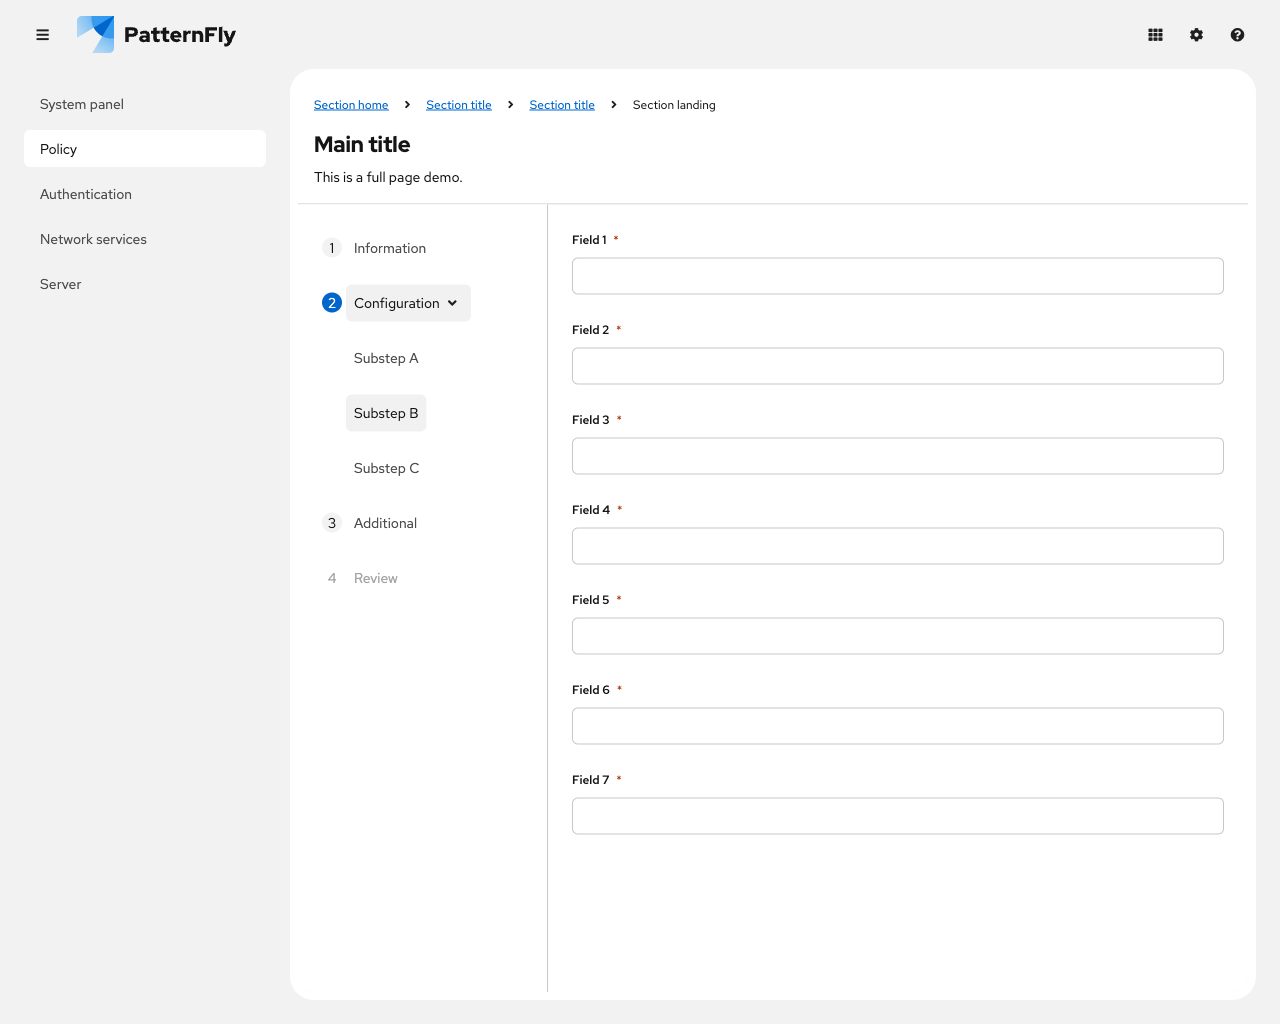 PatternFly
System panel
Policy
Authentication
Network services
Server
Section home
Section title
Section title
Section landing
Main title
This is a full page demo.
1 Information
2 Configuration
Substep A
Substep B
Substep C
3 Additional
4 Review
Field 1 *
Field 2 *
Field 3 *
Field 4 *
Field 5 *
Field 6 *
Field 7 *